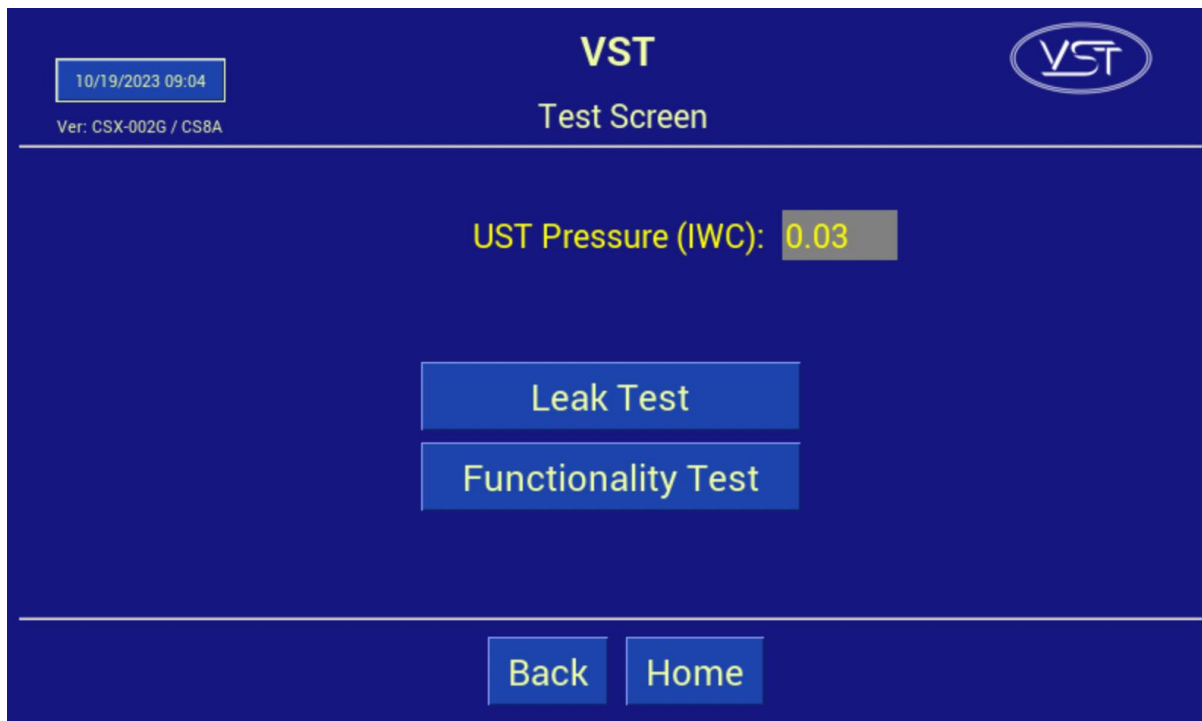 VST
VST
10/19/2023 09:04
Test Screen
Ver: CSX-002G / CS8A
UST Pressure (IWC): 0.03
Leak Test
Functionality Test
Back Home